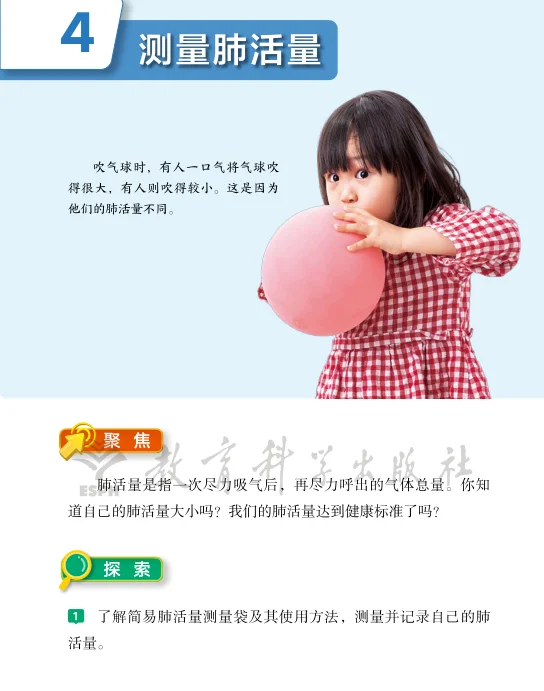 4
测量肺活量
吹气球时，有人一口气将气球吹
得很大，有人则吹得较小。这是因为
他们的肺活量不同。
聚焦
教育科学出版社
ESPH
肺活量是指一次尽力吸气后，再尽力呼出的气体总量。你知
道自己的肺活量大小吗？我们的肺活量达到健康标准了吗？
探索
1 了解简易肺活量测量袋及其使用方法，测量并记录自己的肺
活量。